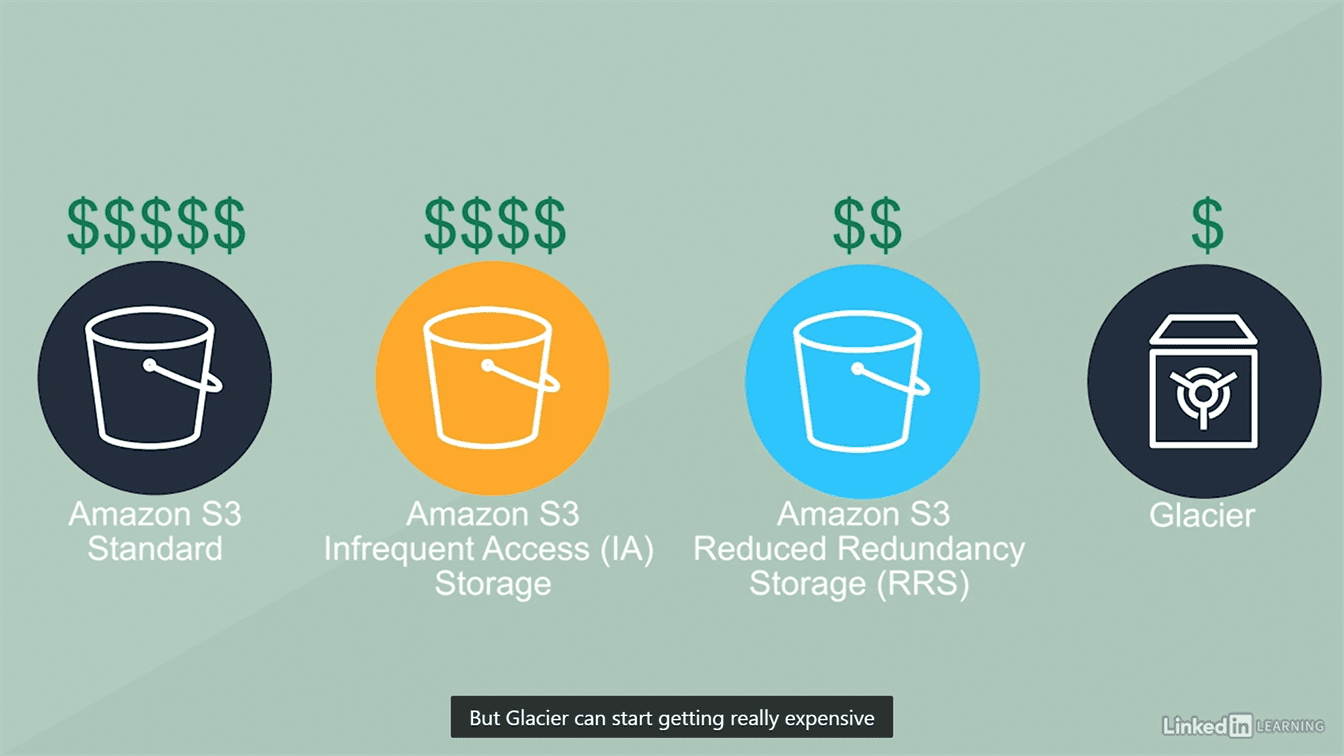 $$$$$
Amazon S3
Standard
$$$$
Amazon S3
Infrequent Access (IA)
Storage
$$
Amazon S3
Reduced Redundancy
Storage (RRS)
$
Glacier
But Glacier can start getting really expensive
Linked in LEARNING